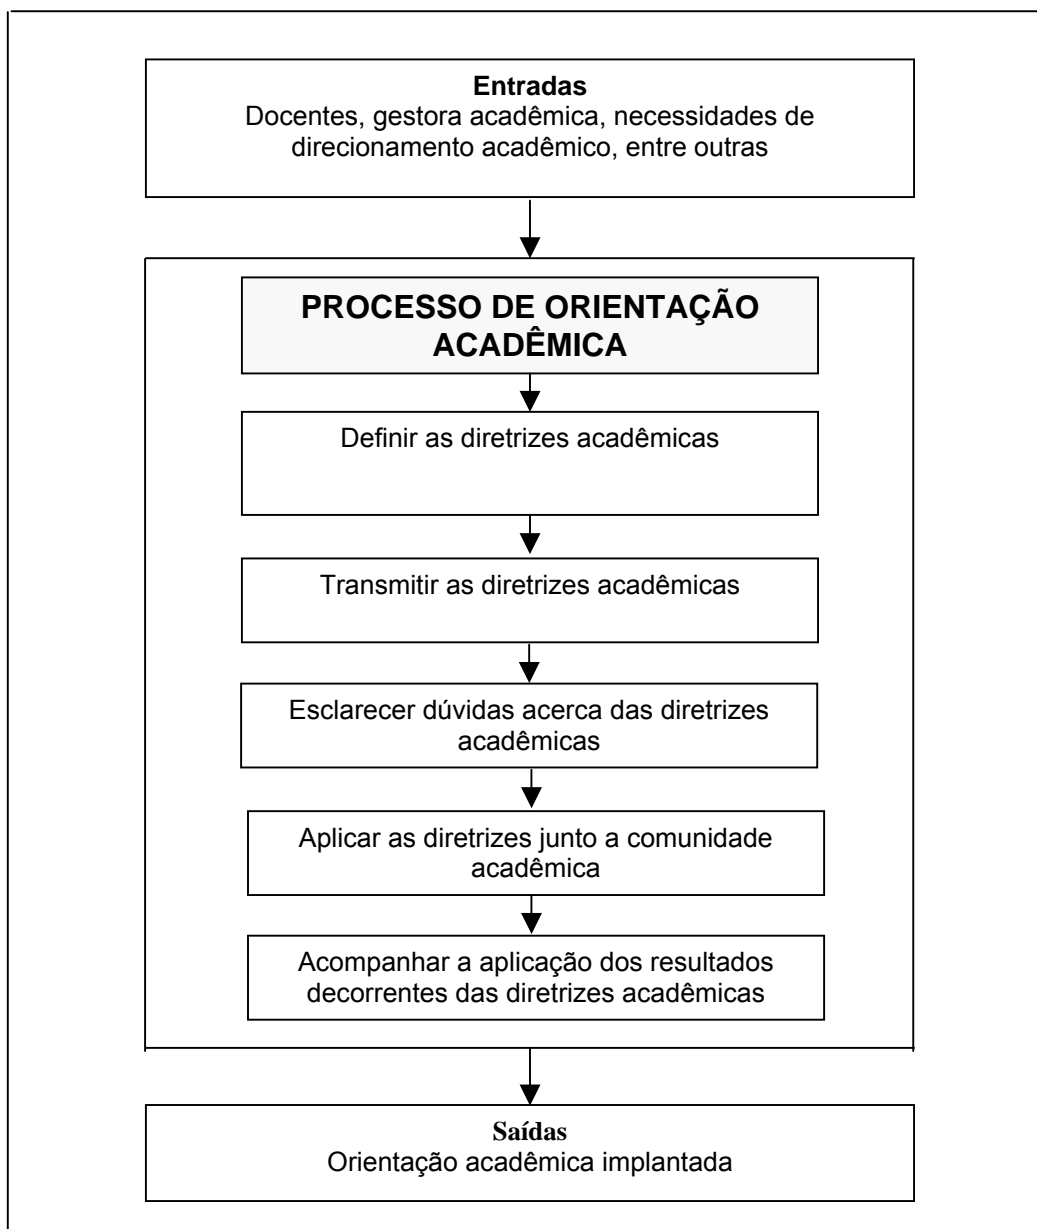 Entradas
Docentes, gestora acadêmica, necessidades de
direcionamento acadêmico, entre outras
PROCESSO DE ORIENTAÇÃO
ACADÊMICA
Definir as diretrizes acadêmicas
Transmitir as diretrizes acadêmicas
Esclarecer dúvidas acerca das diretrizes
acadêmicas
Aplicar as diretrizes junto a comunidade
acadêmica
Acompanhar a aplicação dos resultados
decorrentes das diretrizes acadêmicas
Saídas
Orientação acadêmica implantada